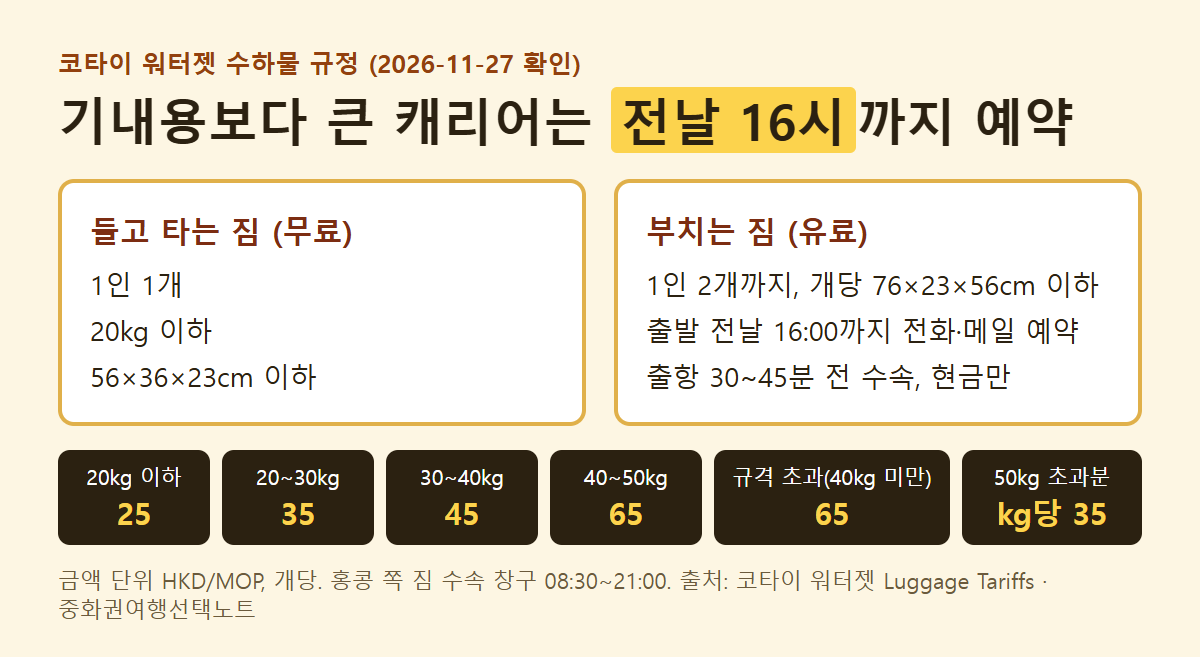 코타이 워터젯 수하물 규정 (2026-11-27 확인)
기내용보다 큰 캐리어는 전날 16시까지 예약
들고 타는 짐 (무료)
1인 1개
20kg 이하
56×36×23cm 이하
부치는 짐 (유료)
1인 2개까지, 개당 76×23×56cm 이하
출발 전날 16:00까지 전화·메일 예약
출항 30~45분 전 수속, 현금만
20kg 이하
25
20~30kg
35
30~40kg
45
40~50kg
65
규격 초과(40kg 미만)
65
50kg 초과분
kg당 35
금액 단위 HKD/MOP, 개당. 홍콩 쪽 짐 수속 창구 08:30~21:00. 출처: 코타이 워터젯 Luggage Tariffs ·
중화권여행선택노트